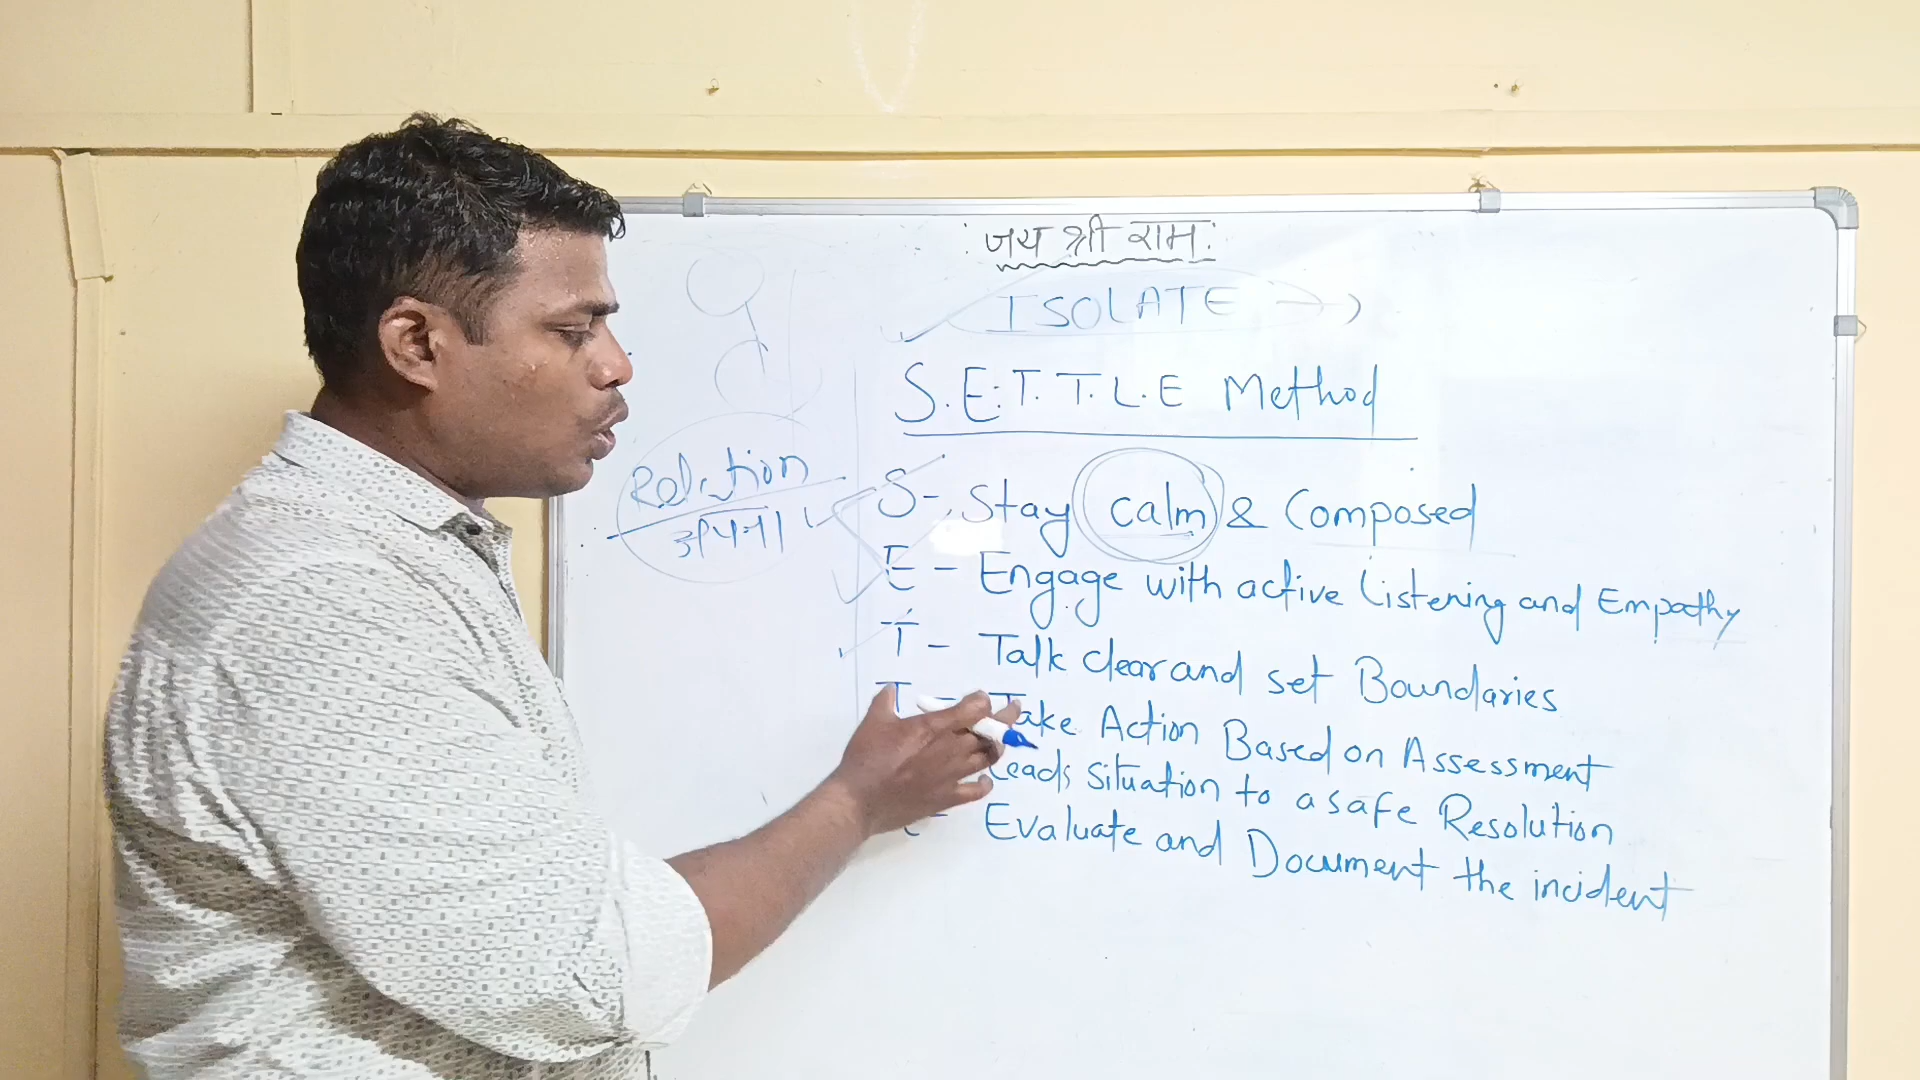 : जय श्री राम :
ISOLATE
S.E.T.T.L.E Method
Relation
अपना
S- Stay calm & Composed
E - Engage with active Listening and Empathy
T - Talk clear and set Boundaries
T - Take Action Based on Assessment
Leads situation to a safe Resolution
Evaluate and Document the incident